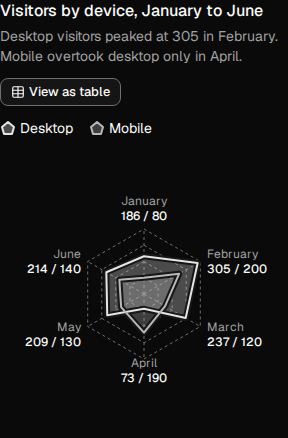 Visitors by device, January to June
Desktop visitors peaked at 305 in February.
Mobile overtook desktop only in April.
View as table
Desktop Mobile
January
186 / 80
June
214 / 140
February
305 / 200
May
209 / 130
March
237 / 120
April
73 / 190